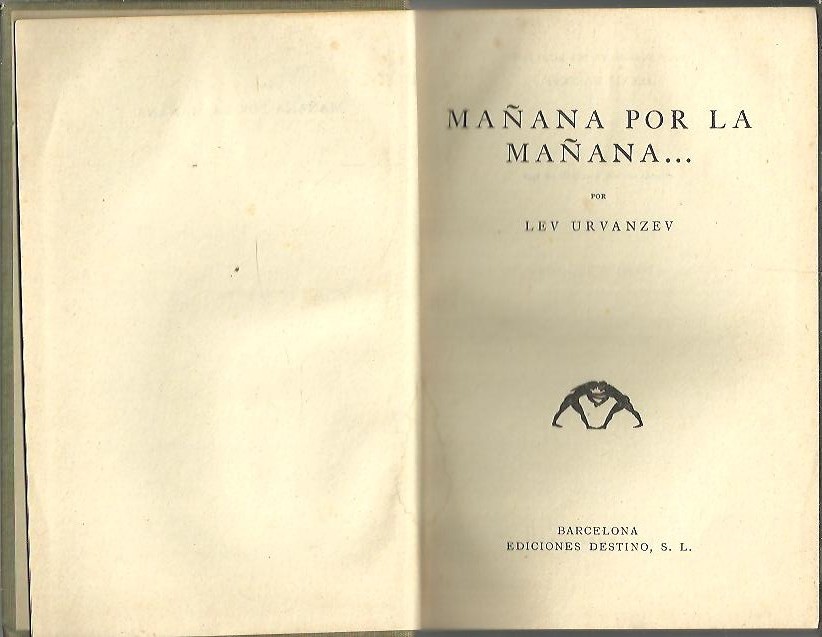 MAÑANA POR LA
MAÑANA...
POR
LEV URVANZEV
BARCELONA
EDICIONES DESTINO, S. L.